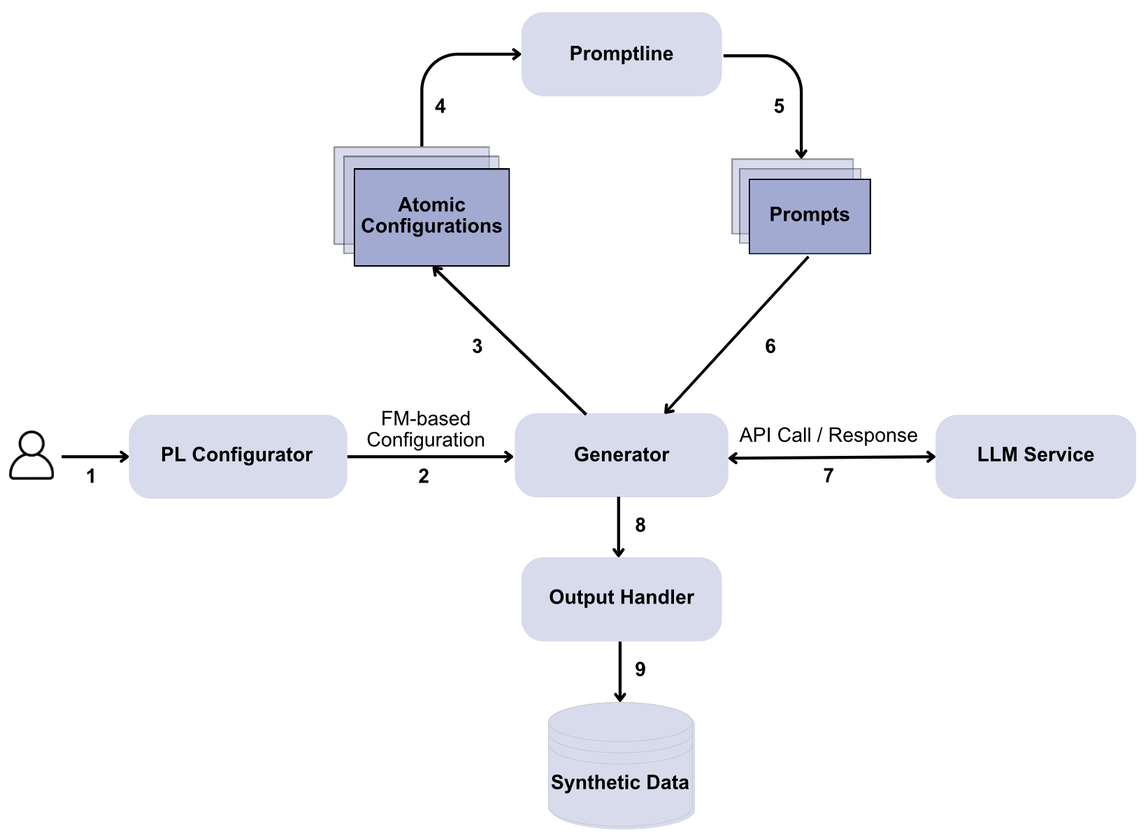 Promptline
4
5
Atomic
Configurations
Prompts
3
6
FM-based
Configuration
API Call / Response
PL Configurator
Generator
LLM Service
1
2
7
8
Output Handler
9
Synthetic Data